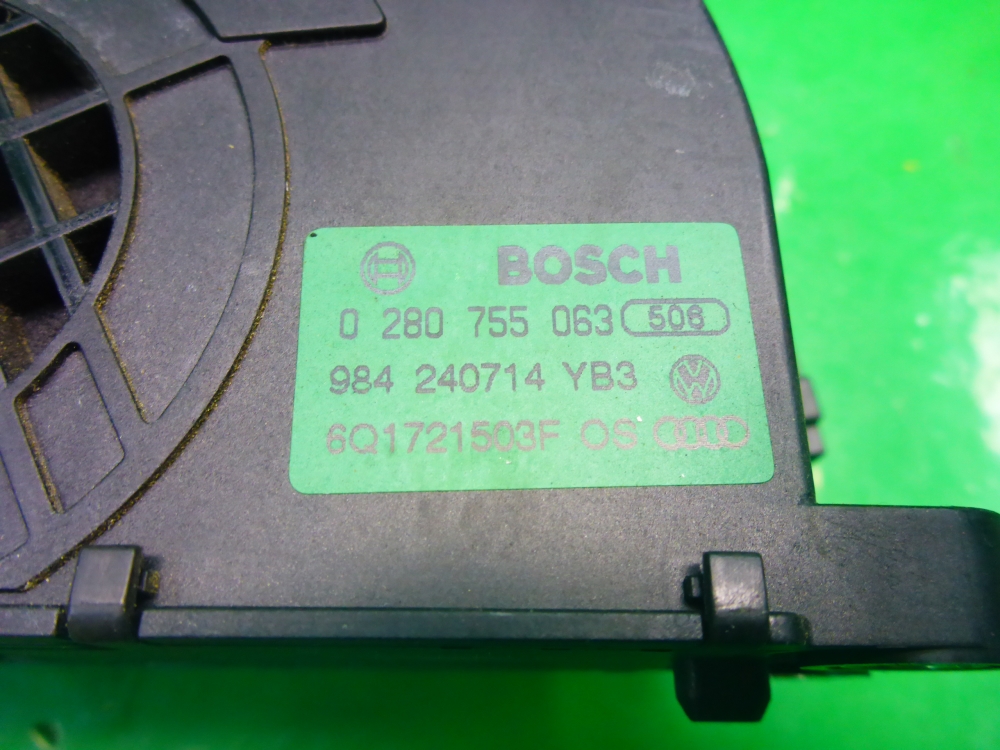 BOSCH
0 280 755 063 506
984 240714 YB3
6Q1721503F OS